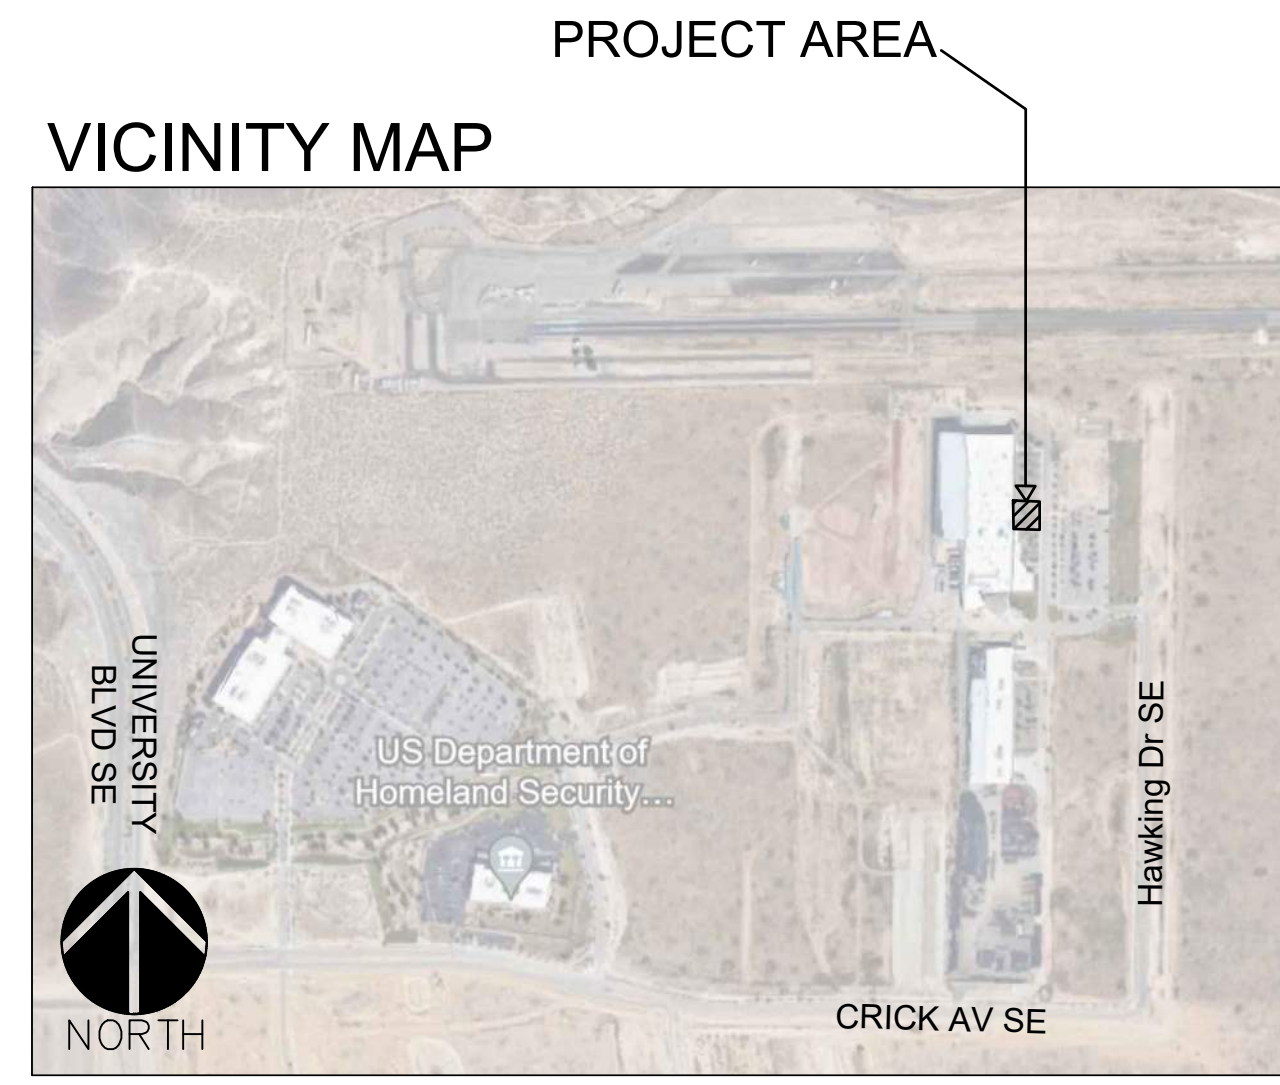 PROJECT AREA
VICINITY MAP
UNIVERSITY
BLVD SE
US Department of
Homeland Security...
Hawking Dr SE
CRICK AV SE
NORTH